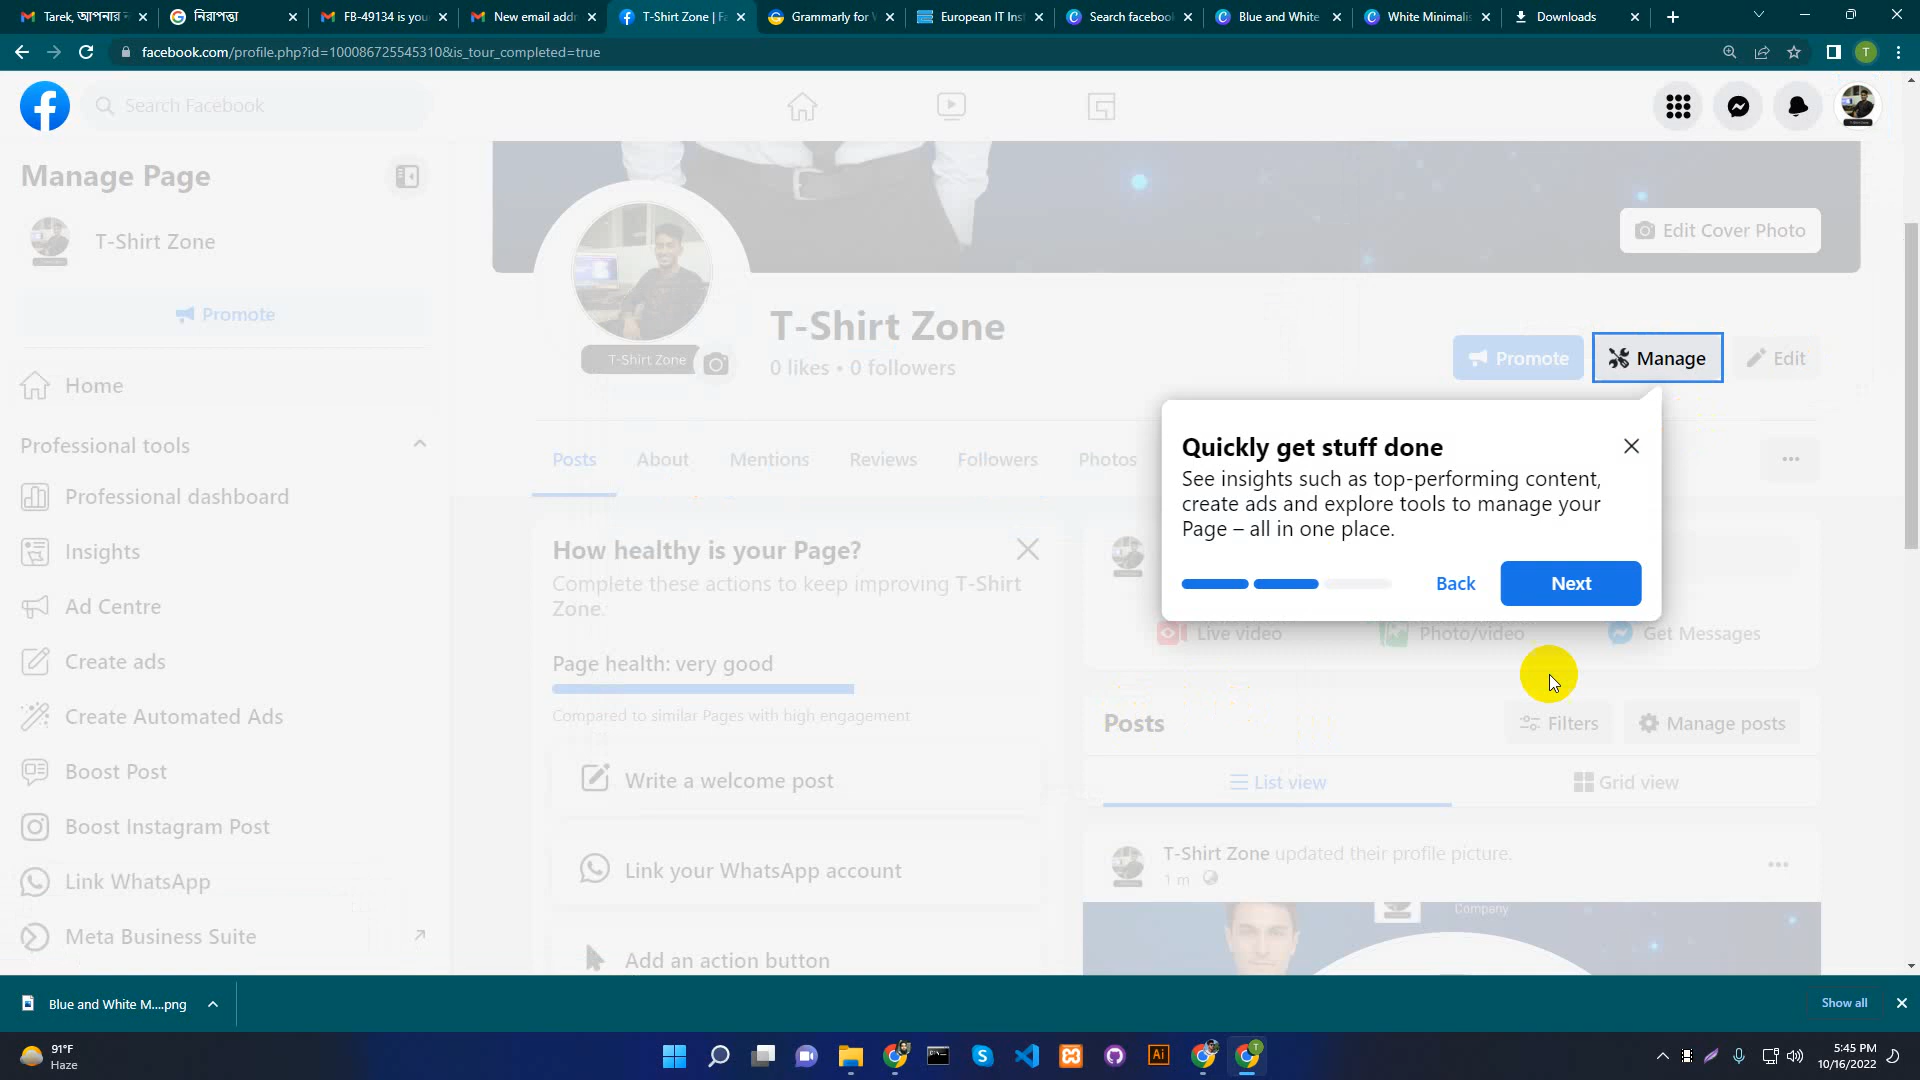 Tarek, আপনার ন
নিরাপত্তা
FB-49134 is you
New email addr
T-Shirt Zone | Fa
Grammarly for W
European IT Inst
Search facebook
Blue and White
White Minimalis
Downloads
facebook.com/profile.php?id=100086725545310&is_tour_completed=true
T
Search Facebook
Manage Page
T-Shirt Zone
Promote
Home
Professional tools
Professional dashboard
Insights
Ad Centre
Create ads
Create Automated Ads
Boost Post
Boost Instagram Post
Link WhatsApp
Meta Business Suite
Edit Cover Photo
T-Shirt Zone
T-Shirt Zone
0 likes • 0 followers
Promote
Manage
Edit
Posts
About
Mentions
Reviews
Followers
Photos
Quickly get stuff done
See insights such as top-performing content,
create ads and explore tools to manage your
Page – all in one place.
Back
Next
How healthy is your Page?
Complete these actions to keep improving T-Shirt
Zone.
Page health: very good
Compared to similar Pages with high engagement
Write a welcome post
Link your WhatsApp account
Add an action button
Live video
Photo/video
Get Messages
Posts
Filters
Manage posts
List view
Grid view
T-Shirt Zone updated their profile picture.
1 m
Company
Blue and White M....png
Show all
91°F
Haze
5:45 PM
10/16/2022